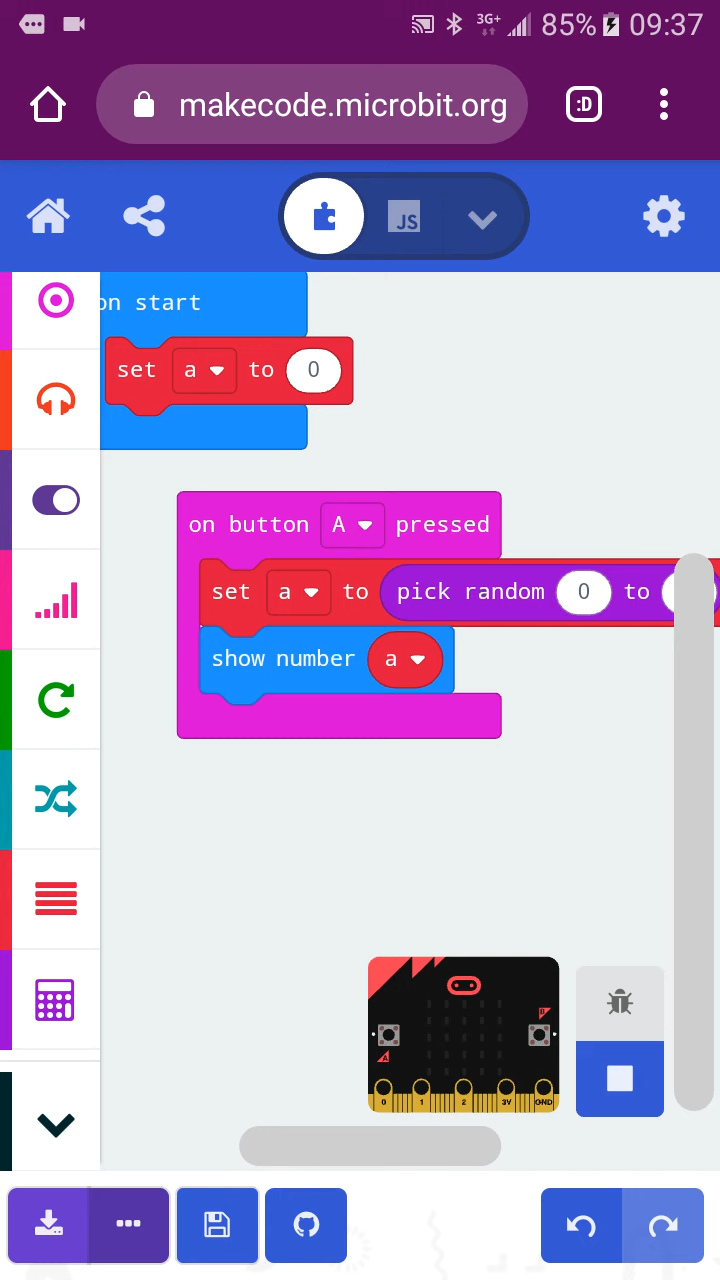 3G+ 85% 09:37
makecode.microbit.org :D
JS
on start
set a to 0
on button A pressed
set a to pick random 0 to
show number a
B
A
0 1 2 3V GND